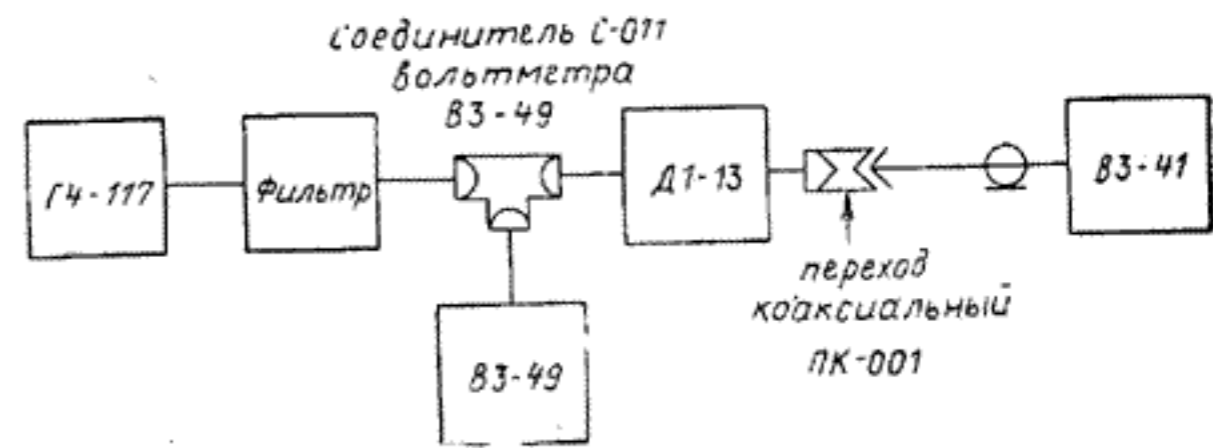 соединитель С-011
вольтметра
В3-49
Г4-117
Фильтр
Д1-13
В3-41
переход
коаксиальный
ПК-001
В3-49